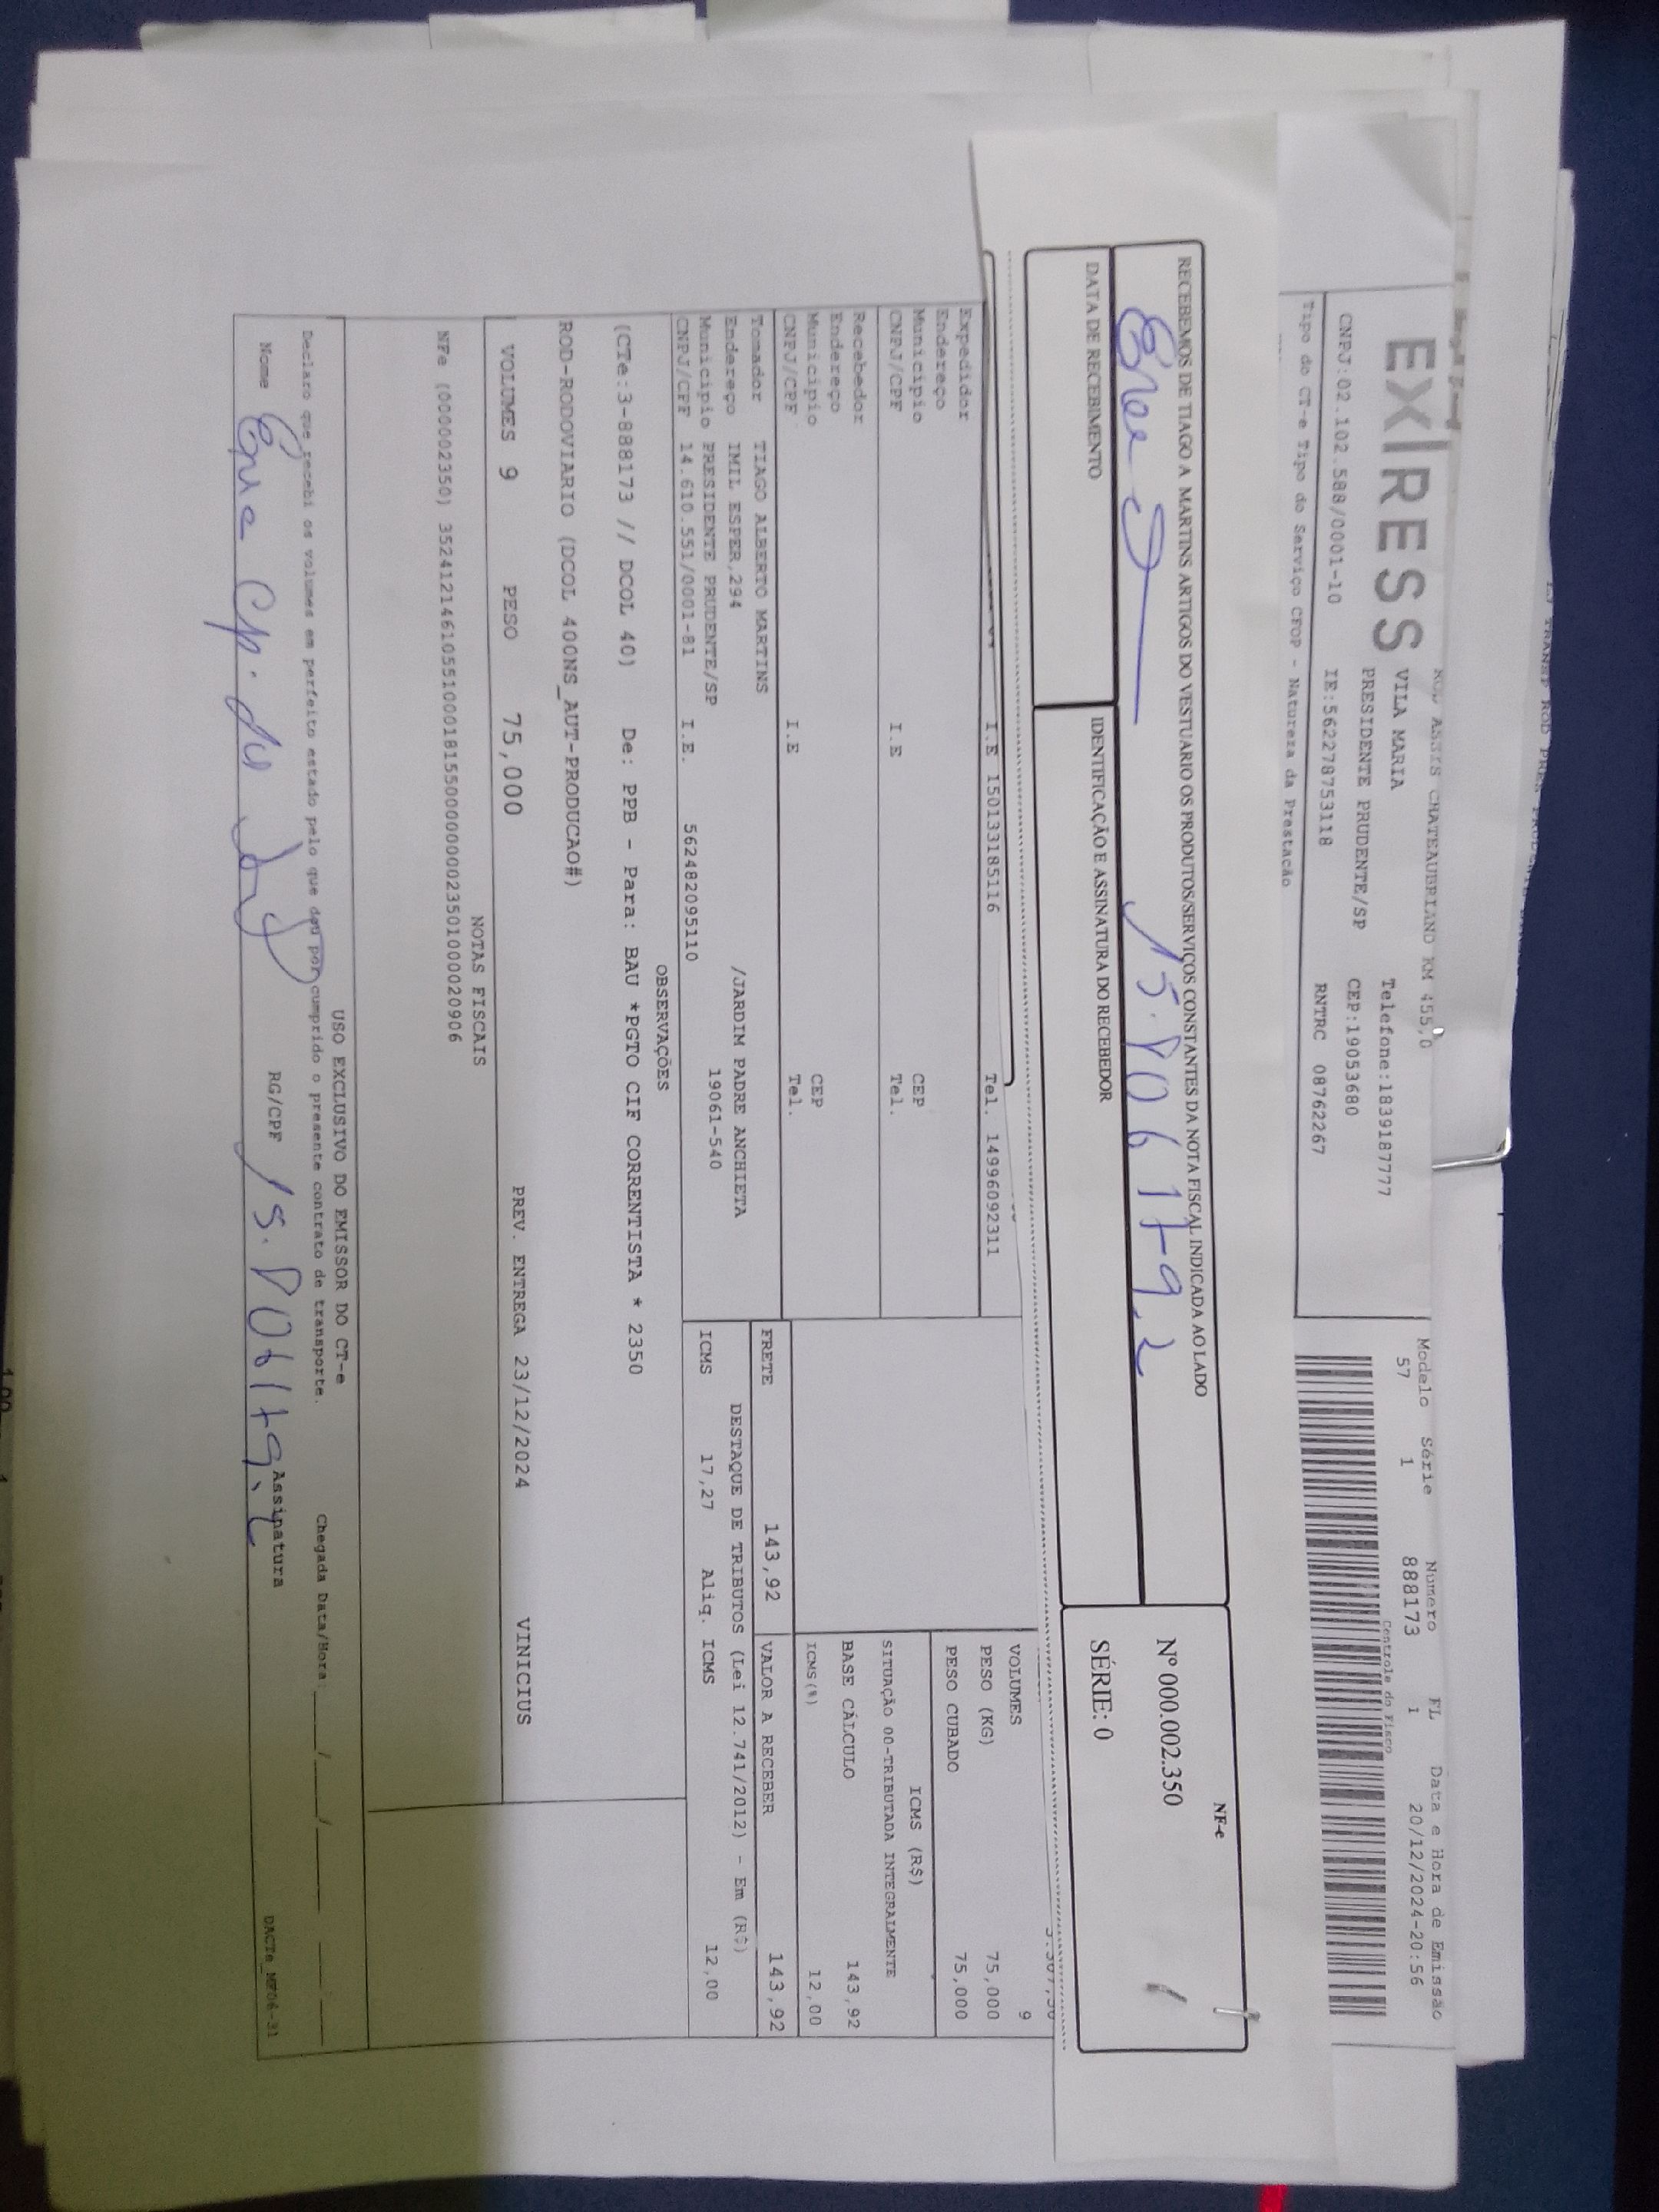 EX|RESS
ROD ASSIS CHATEAUBRIAND KM 455,0
VILA MARIA Telefone:1839187777
PRESIDENTE PRUDENTE/SP CEP:19053680
CNPJ:02.102.588/0001-10 IE:562278753118 RNTRC 08762267
Tipo do CT-e Tipo do Serviço CFOP - Natureza da Prestação
Modelo Série Numero FL Data e Hora de Emissão
57 1 888173 1 20/12/2024-20:56
Controle do Fisco
RECEBEMOS DE TIAGO A MARTINS ARTIGOS DO VESTUARIO OS PRODUTOS/SERVIÇOS CONSTANTES DA NOTA FISCAL INDICADA AO LADO
15.806179.2
DATA DE RECEBIMENTO
IDENTIFICAÇÃO E ASSINATURA DO RECEBEDOR
NF-e
Nº 000.002.350
SÉRIE: 0
I.E 150133185116 Tel. 14996092311
Expedidor
Endereço
Municipio CEP
CNPJ/CPF I.E Tel.
Recebedor
Endereço
Municipio CEP
CNPJ/CPF I.E Tel.
Tomador TIAGO ALBERTO MARTINS
Endereço IMIL ESPER,294 /JARDIM PADRE ANCHIETA
Municipio PRESIDENTE PRUDENTE/SP 19061-540
CNPJ/CPF 14.610.551/0001-81 I.E. 562482095110
VOLUMES 9
PESO (KG) 75,000
PESO CUBADO 75,000
ICMS (R$)
SITUAÇÃO 00-TRIBUTADA INTEGRALMENTE
BASE CÁLCULO 143,92
ICMS(%) 12,00
FRETE 143,92 VALOR A RECEBER 143,92
DESTAQUE DE TRIBUTOS (Lei 12.741/2012) - Em (R$)
ICMS 17,27 Aliq. ICMS 12,00
OBSERVAÇÕES
(CTe:3-888173 // DCOL 40) De: PPB - Para: BAU *PGTO CIF CORRENTISTA * 2350
ROD-RODOVIARIO (DCOL 40ONS_AUT-PRODUCAO#)
VOLUMES 9 PESO 75,000 PREV. ENTREGA 23/12/2024 VINICIUS
NOTAS FISCAIS
NFe (000002350) 35241214610551000181550000000023501000020906
USO EXCLUSIVO DO EMISSOR DO CT-e
Declaro que recebi os volumes em perfeito estado pelo que dou por cumprido o presente contrato de transporte. Chegada Data/Hora:____/____/____ ____:____
Nome RG/CPF 15.806179.2 Assinatura
DACTe_MF06-31